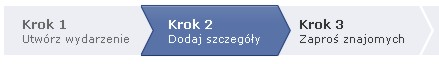 Krok 1
Utwórz wydarzenie
Krok 2
Dodaj szczegóły
Krok 3
Zaproś znajomych